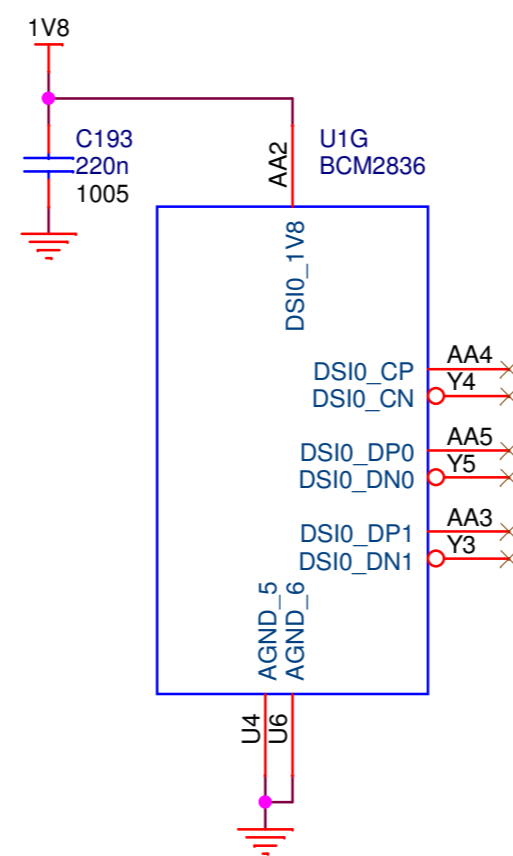 1V8
C193
220n
1005
U1G
BCM2836
AA2
DSI0_1V8
DSI0_CP
AA4
DSI0_CN
Y4
DSI0_DP0
AA5
DSI0_DN0
Y5
DSI0_DP1
AA3
DSI0_DN1
Y3
AGND_5
AGND_6
U4
U6